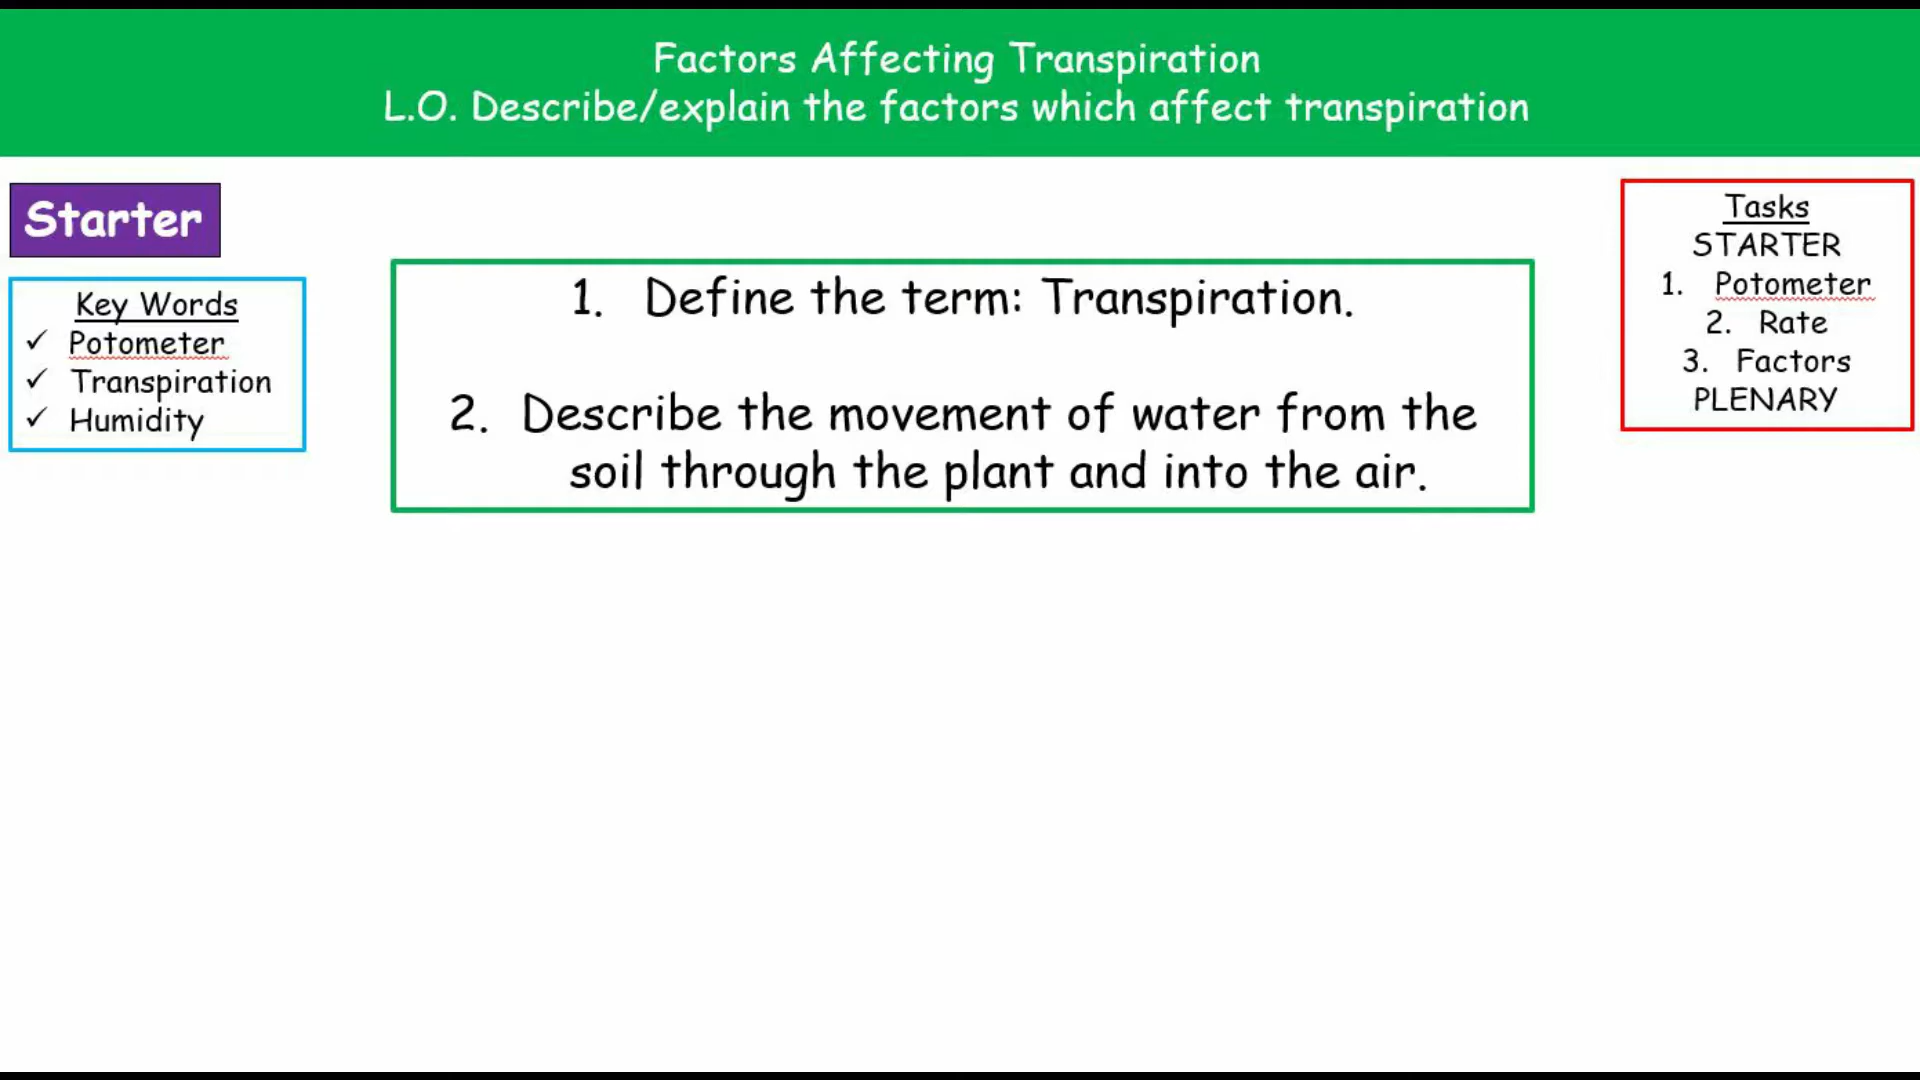 Factors Affecting Transpiration
L.O. Describe/explain the factors which affect transpiration
Starter
Key Words
✓ Potometer
✓ Transpiration
✓ Humidity
1. Define the term: Transpiration.
2. Describe the movement of water from the
soil through the plant and into the air.
Tasks
STARTER
1. Potometer
2. Rate
3. Factors
PLENARY